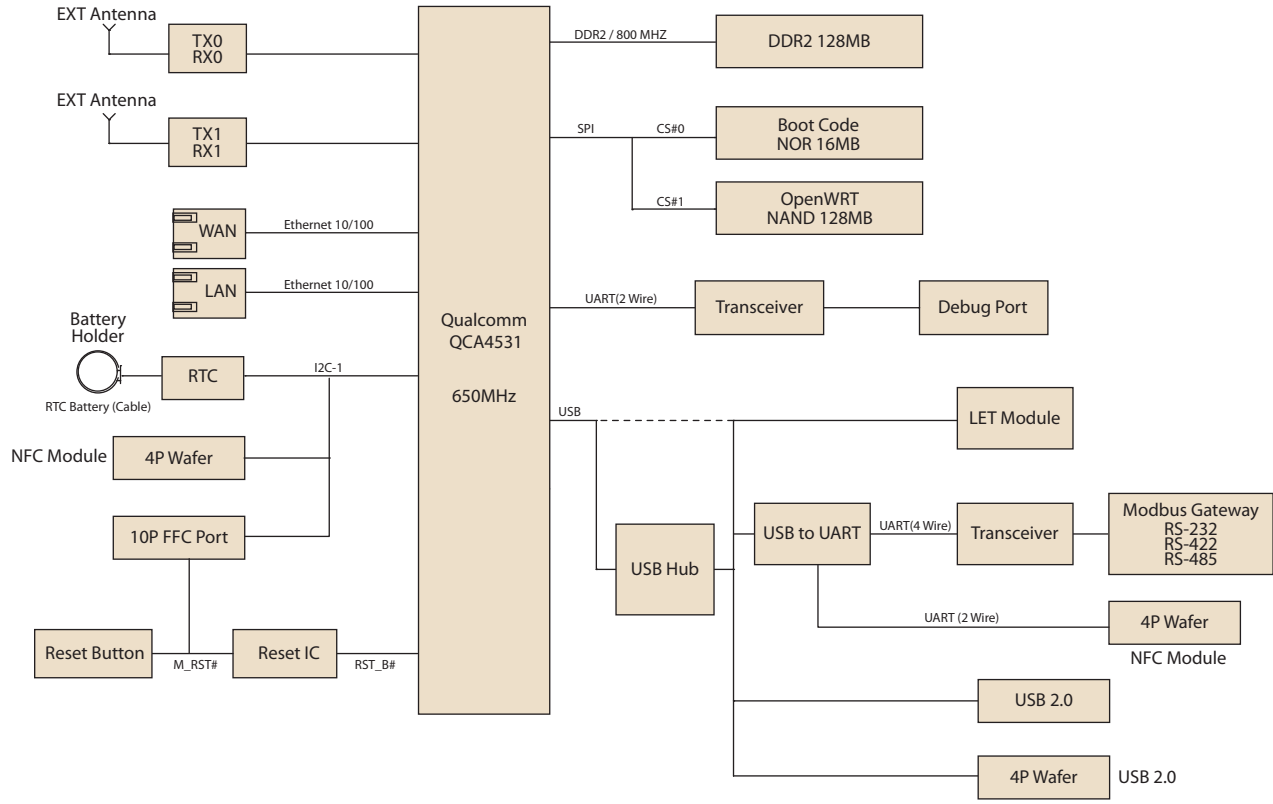 EXT Antenna
TX0
RX0
EXT Antenna
TX1
RX1
WAN
Ethernet 10/100
LAN
Ethernet 10/100
Battery
Holder
RTC Battery (Cable)
RTC
I2C-1
NFC Module
4P Wafer
10P FFC Port
Reset Button
M_RST#
Reset IC
RST_B#
Qualcomm
QCA4531
650MHz
DDR2 / 800 MHZ
DDR2 128MB
SPI
CS#0
Boot Code
NOR 16MB
CS#1
OpenWRT
NAND 128MB
UART(2 Wire)
Transceiver
Debug Port
USB
LET Module
USB Hub
USB to UART
UART(4 Wire)
Transceiver
Modbus Gateway
RS-232
RS-422
RS-485
UART (2 Wire)
4P Wafer
NFC Module
USB 2.0
4P Wafer
USB 2.0